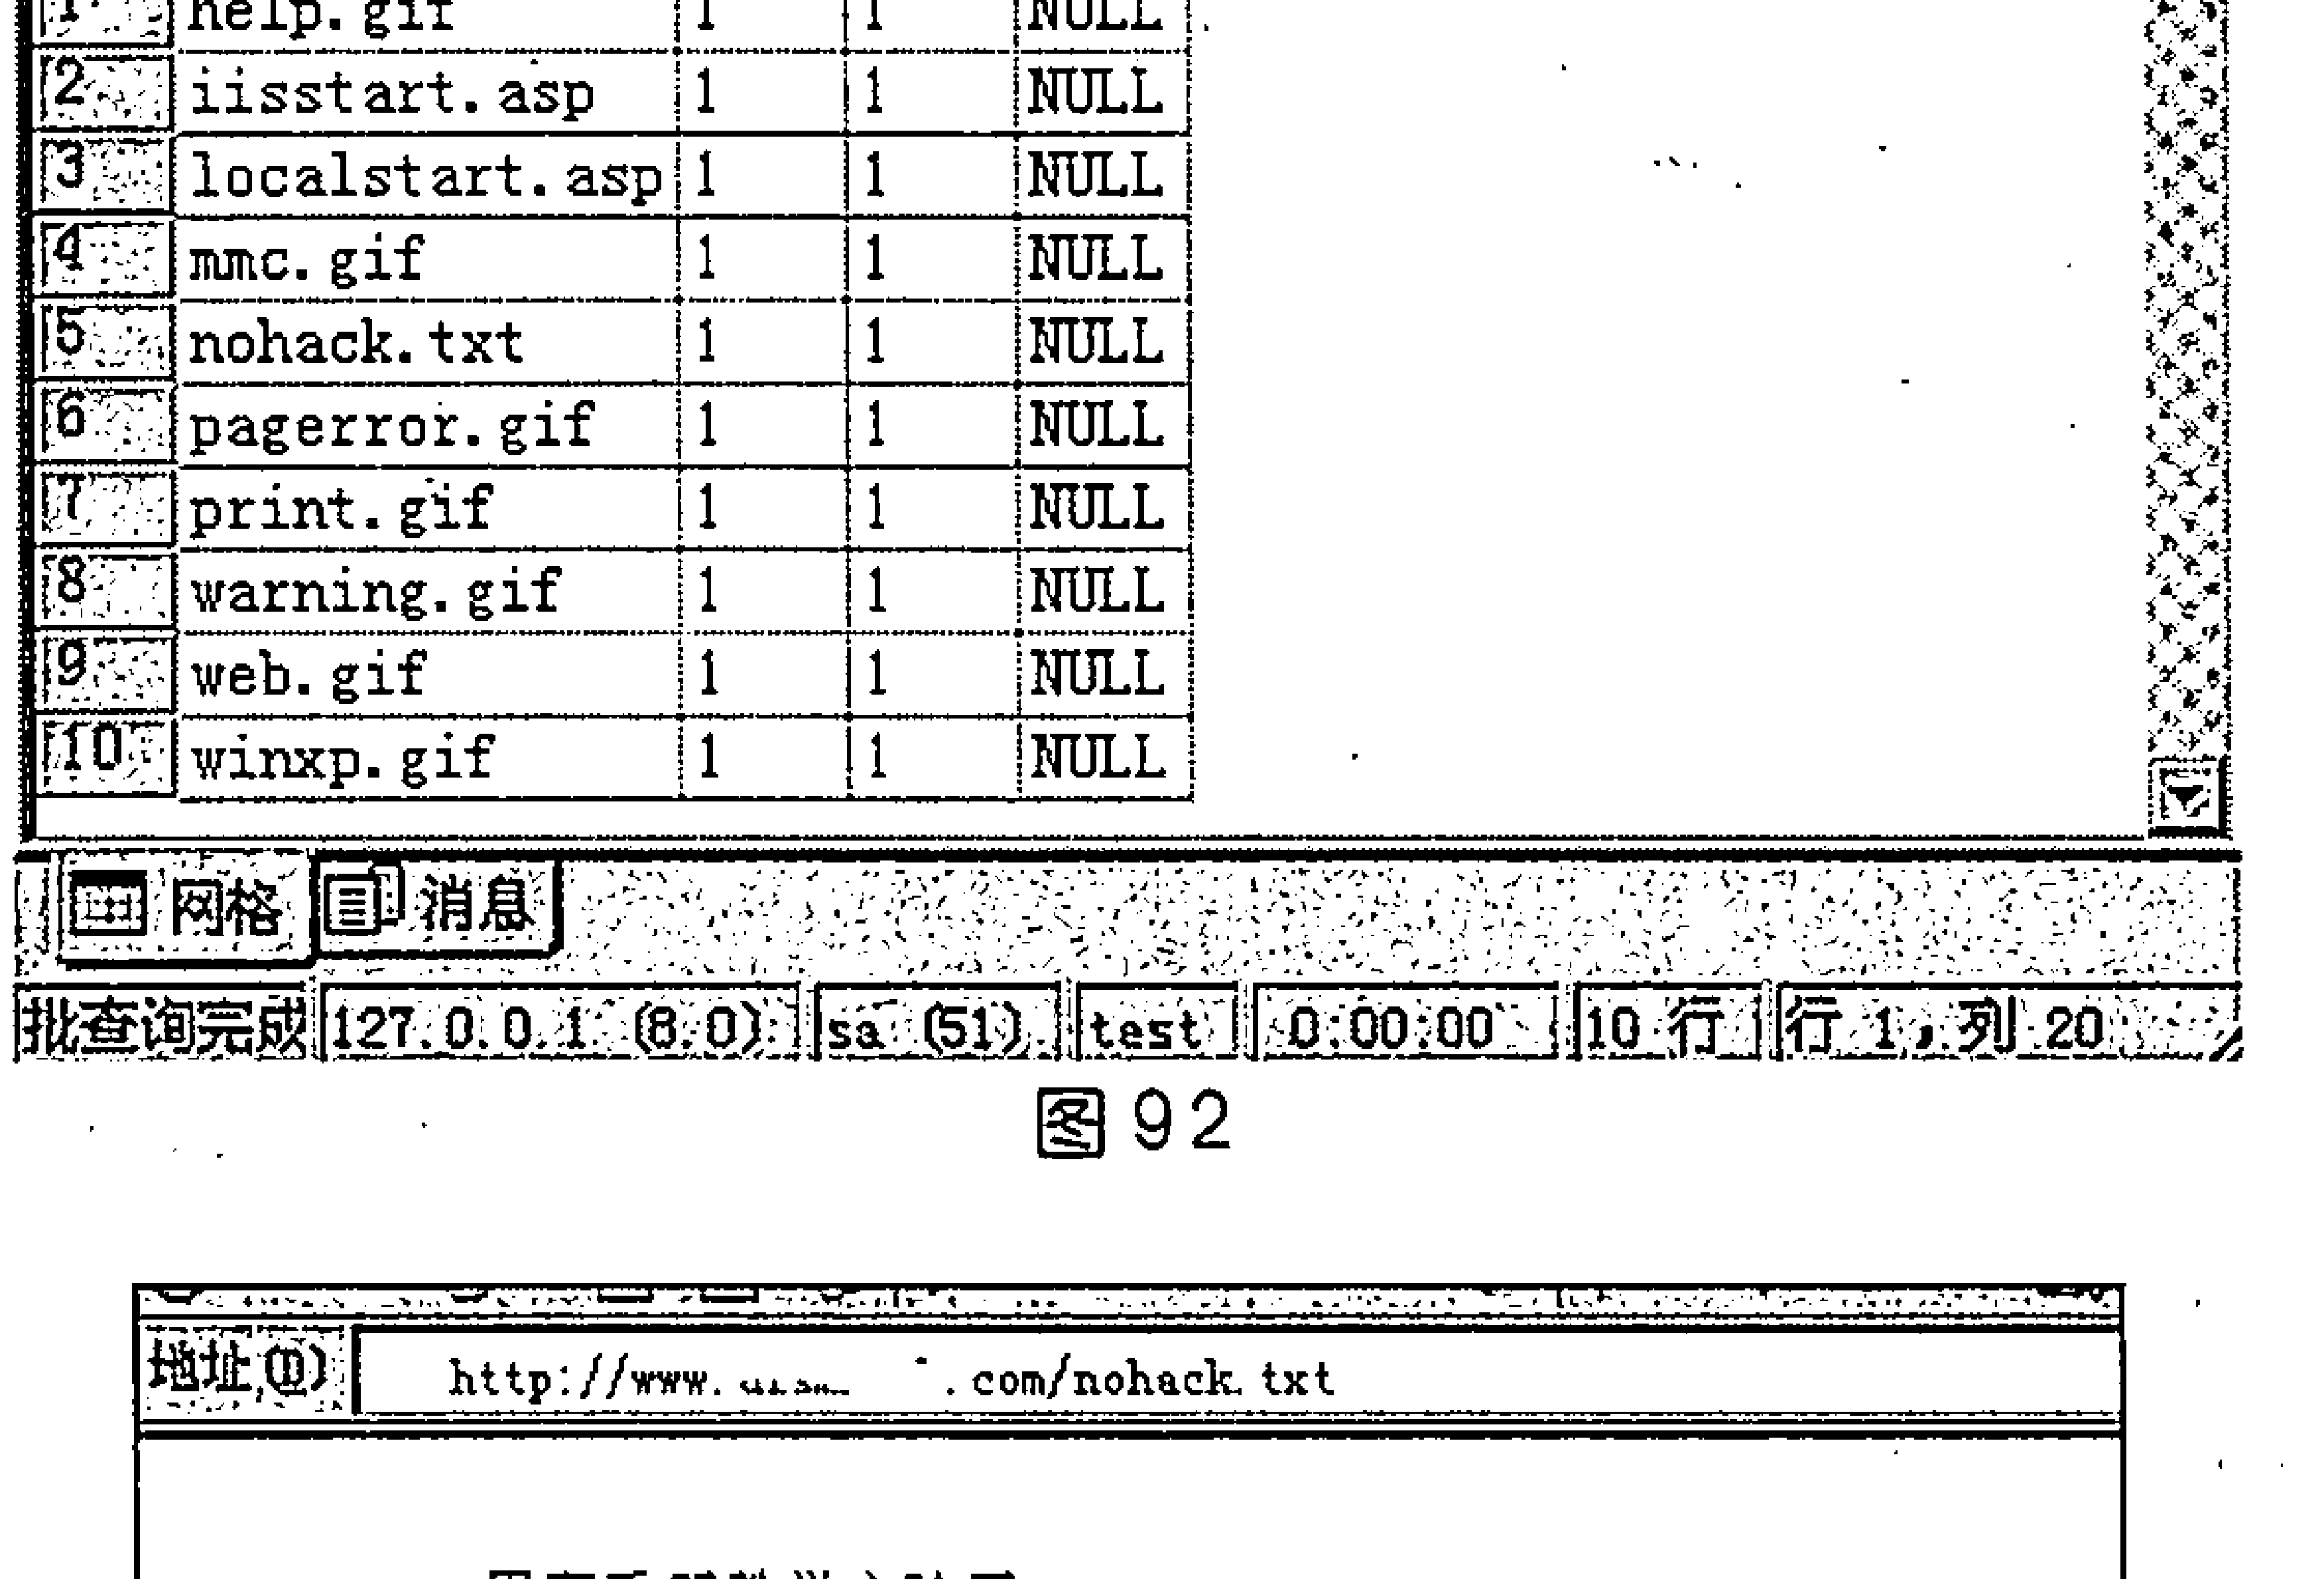 1 help.gif 1 1 NULL
2 iisstart.asp 1 1 NULL
3 localstart.asp 1 1 NULL
4 mmc.gif 1 1 NULL
5 nohack.txt 1 1 NULL
6 pagerror.gif 1 1 NULL
7 print.gif 1 1 NULL
8 warning.gif 1 1 NULL
9 web.gif 1 1 NULL
10 winxp.gif 1 1 NULL
网格 消息
批查询完成 127.0.0.1 (8.0) sa (51) test 0:00:00 10 行 行 1, 列 20
图 92
地址(D) http://www. .com/nohack.txt